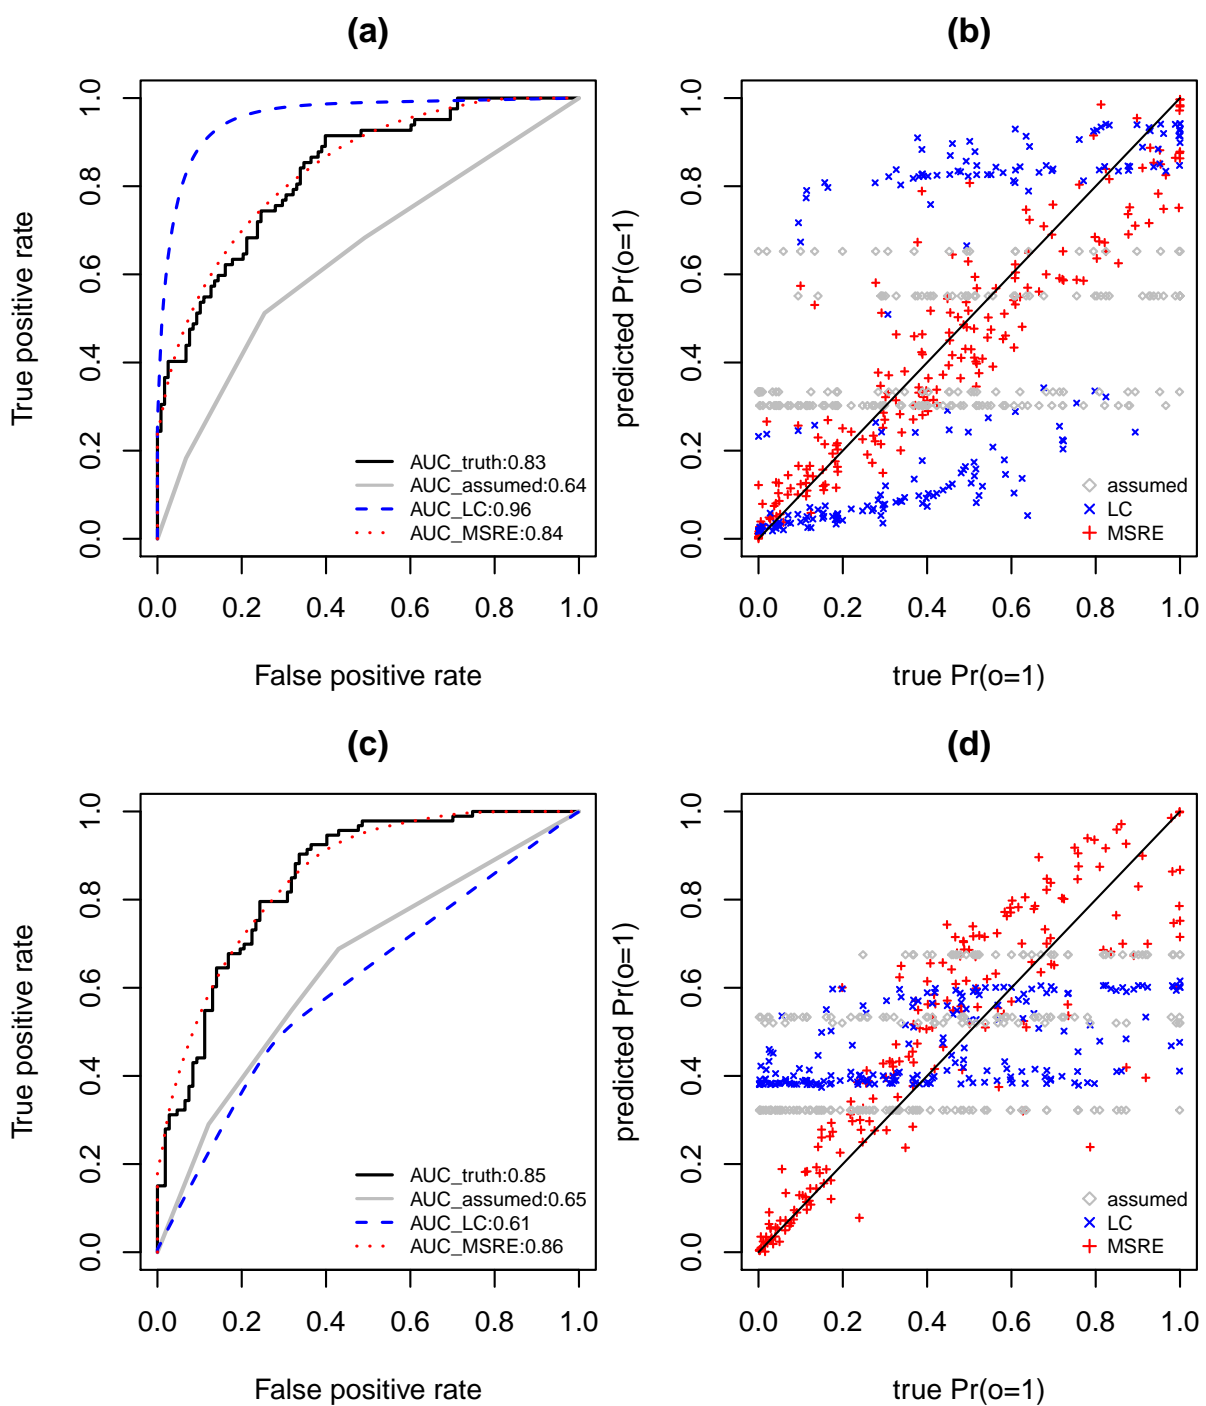 (a)
True positive rate
1.0
0.8
0.6
0.4
0.2
0.0
AUC_truth:0.83
AUC_assumed:0.64
AUC_LC:0.96
AUC_MSRE:0.84
0.0 0.2 0.4 0.6 0.8 1.0
False positive rate
(b)
predicted Pr(o=1)
1.0
0.8
0.6
0.4
0.2
0.0
assumed
LC
MSRE
0.0 0.2 0.4 0.6 0.8 1.0
true Pr(o=1)
(c)
True positive rate
1.0
0.8
0.6
0.4
0.2
0.0
AUC_truth:0.85
AUC_assumed:0.65
AUC_LC:0.61
AUC_MSRE:0.86
0.0 0.2 0.4 0.6 0.8 1.0
False positive rate
(d)
predicted Pr(o=1)
1.0
0.8
0.6
0.4
0.2
0.0
assumed
LC
MSRE
0.0 0.2 0.4 0.6 0.8 1.0
true Pr(o=1)